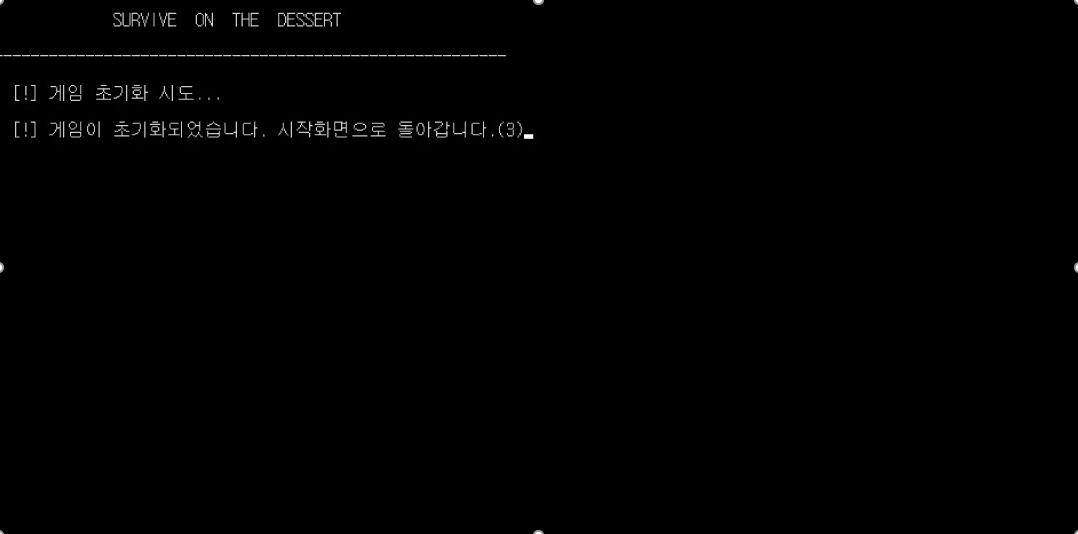 SURVIVE ON THE DESSERT
[!] 게임 초기화 시도...
[!] 게임이 초기화되었습니다. 시작화면으로 돌아갑니다.(3)